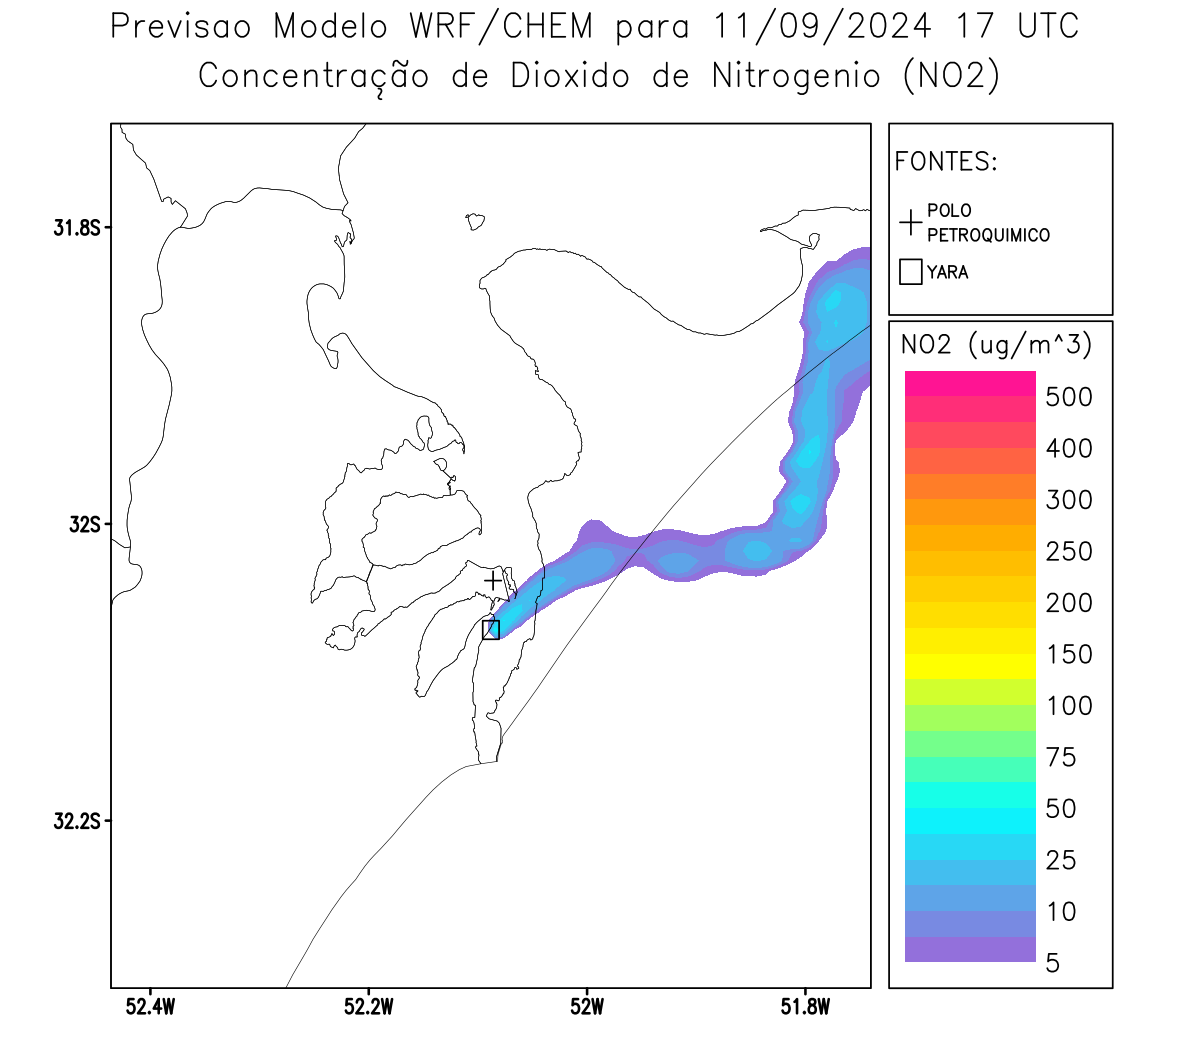 Previsao Modelo WRF/CHEM para 11/09/2024 17 UTC
Concentração de Dioxido de Nitrogenio (NO2)
FONTES:
POLO
PETROQUIMICO
YARA
31.8S
32S
32.2S
52.4W
52.2W
52W
51.8W
NO2 (ug/m^3)
500
400
300
250
200
150
100
75
50
25
10
5